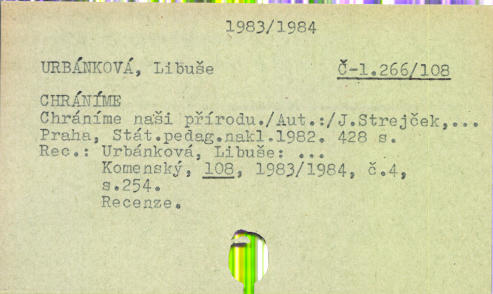 1983/1984
URBÁNKOVÁ, Libuše Č-1.266/108
CHRÁNÍME
Chráníme naši přírodu./Aut.:/J.Strejček,...
Praha, Stát.pedag.nakl.1982. 428 s.
Rec.: Urbánková, Libuše: ...
Komenský, 108, 1983/1984, č.4,
s.254.
Recenze.